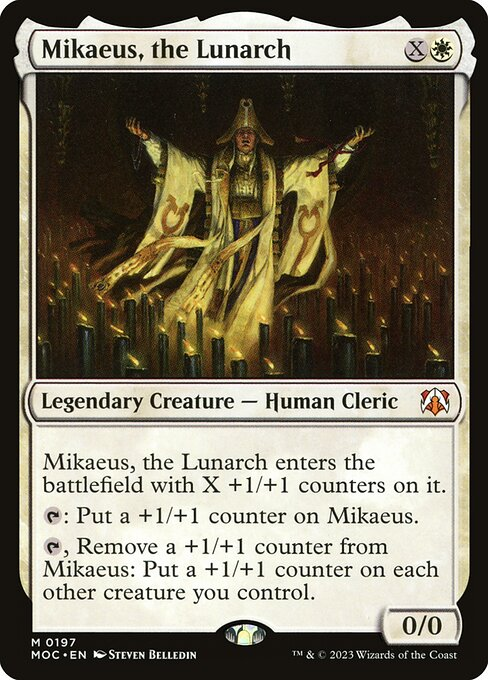 Mikaeus, the Lunarch X
Legendary Creature — Human Cleric
Mikaeus, the Lunarch enters the
battlefield with X +1/+1 counters on it.
: Put a +1/+1 counter on Mikaeus.
, Remove a +1/+1 counter from
Mikaeus: Put a +1/+1 counter on each
other creature you control.
0/0
M 0197
MOC • EN Steven Belledin
™ & © 2023 Wizards of the Coast